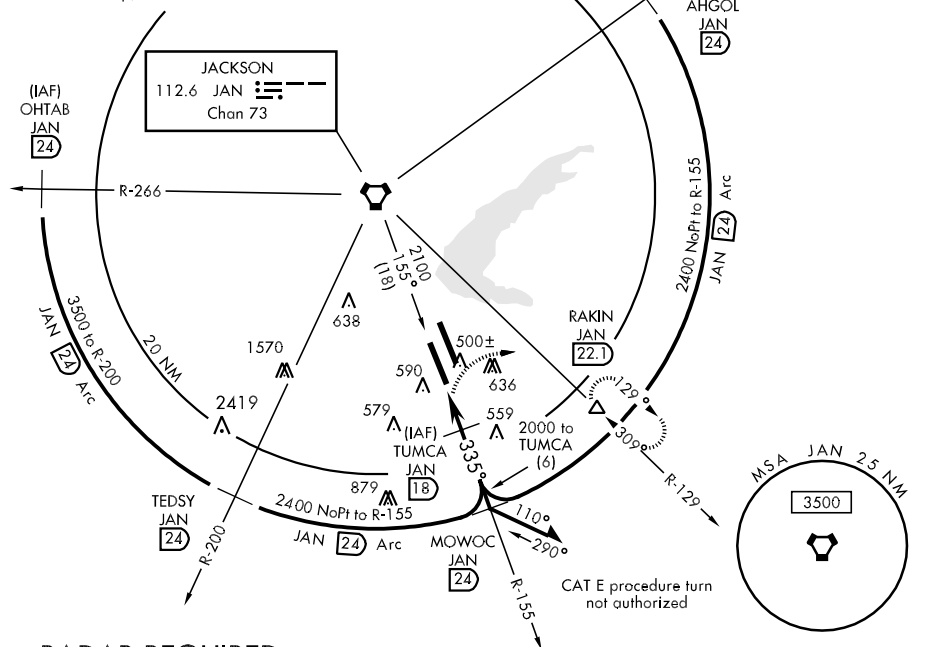 AHGOL
JAN
24
JACKSON
112.6 JAN
Chan 73
(IAF)
OHTAB
JAN
24
R-266
2100
155°
(18)
2400 NoPt to R-155
JAN 24 Arc
3500 to R-200
JAN 24 Arc
20 NM
638
1570
2419
590
500±
636
579
559
RAKIN
JAN
22.1
129°
309°
R-129
(IAF)
TUMCA
JAN
18
335°
2000 to
TUMCA
(6)
879
TEDSY
JAN
24
R-200
2400 NoPt to R-155
JAN 24 Arc
MOWOC
JAN
24
110°
290°
R-155
CAT E procedure turn
not authorized
MSA JAN 25 NM
3500
RADAR REQUIRED